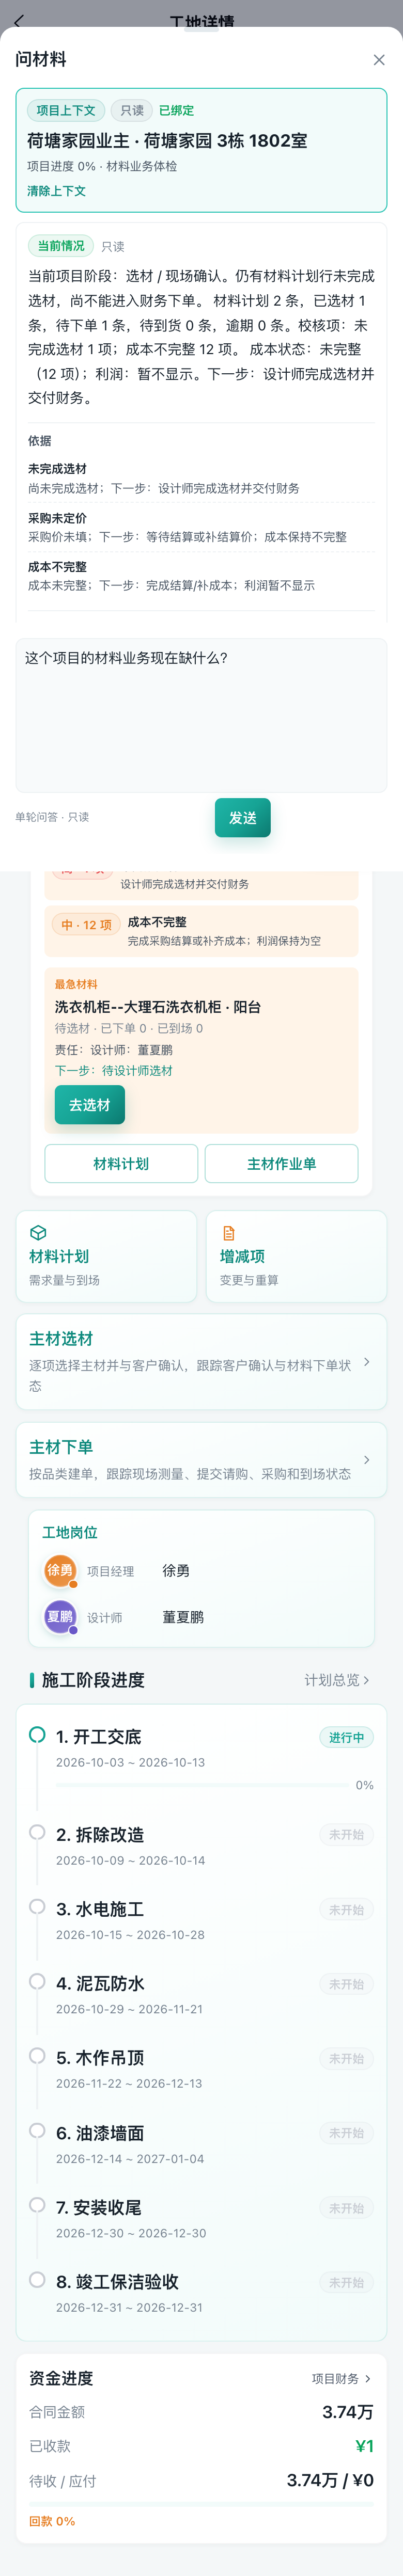 工地详情
问材料
项目上下文 只读 已绑定
荷塘家园业主 · 荷塘家园 3栋 1802室
项目进度 0% · 材料业务体检
清除上下文
当前情况 只读
当前项目阶段：选材 / 现场确认。仍有材料计划行未完成
选材，尚不能进入财务下单。 材料计划 2 条，已选材 1
条，待下单 1 条，待到货 0 条，逾期 0 条。校核项：未
完成选材 1 项；成本不完整 12 项。 成本状态：未完整
（12 项）；利润：暂不显示。下一步：设计师完成选材并
交付财务。
依据
未完成选材
尚未完成选材；下一步：设计师完成选材并交付财务
采购未定价
采购价未填；下一步：等待结算或补结算价；成本保持不完整
成本不完整
成本未完整；下一步：完成结算/补成本；利润暂不显示
这个项目的材料业务现在缺什么?
单轮问答 · 只读
发送
设计师完成选材并交付财务
中 · 12 项 成本不完整
完成采购结算或补齐成本；利润保持为空
最急材料
洗衣机柜--大理石洗衣机柜 · 阳台
待选材 · 已下单 0 · 已到场 0
责任：设计师：董夏鹏
下一步：待设计师选材
去选材
材料计划 主材作业单
材料计划
需求量与到场
增减项
变更与重算
主材选材
逐项选择主材并与客户确认，跟踪客户确认与材料下单状
态
主材下单
按品类建单，跟踪现场测量、提交请购、采购和到场状态
工地岗位
徐勇 项目经理 徐勇
夏鹏 设计师 董夏鹏
施工阶段进度 计划总览
1. 开工交底 进行中
2026-10-03 ~ 2026-10-13
0%
2. 拆除改造 未开始
2026-10-09 ~ 2026-10-14
3. 水电施工 未开始
2026-10-15 ~ 2026-10-28
4. 泥瓦防水 未开始
2026-10-29 ~ 2026-11-21
5. 木作吊顶 未开始
2026-11-22 ~ 2026-12-13
6. 油漆墙面 未开始
2026-12-14 ~ 2027-01-04
7. 安装收尾 未开始
2026-12-30 ~ 2026-12-30
8. 竣工保洁验收 未开始
2026-12-31 ~ 2026-12-31
资金进度 项目财务
合同金额 3.74万
已收款 ¥1
待收 / 应付 3.74万 / ¥0
回款 0%